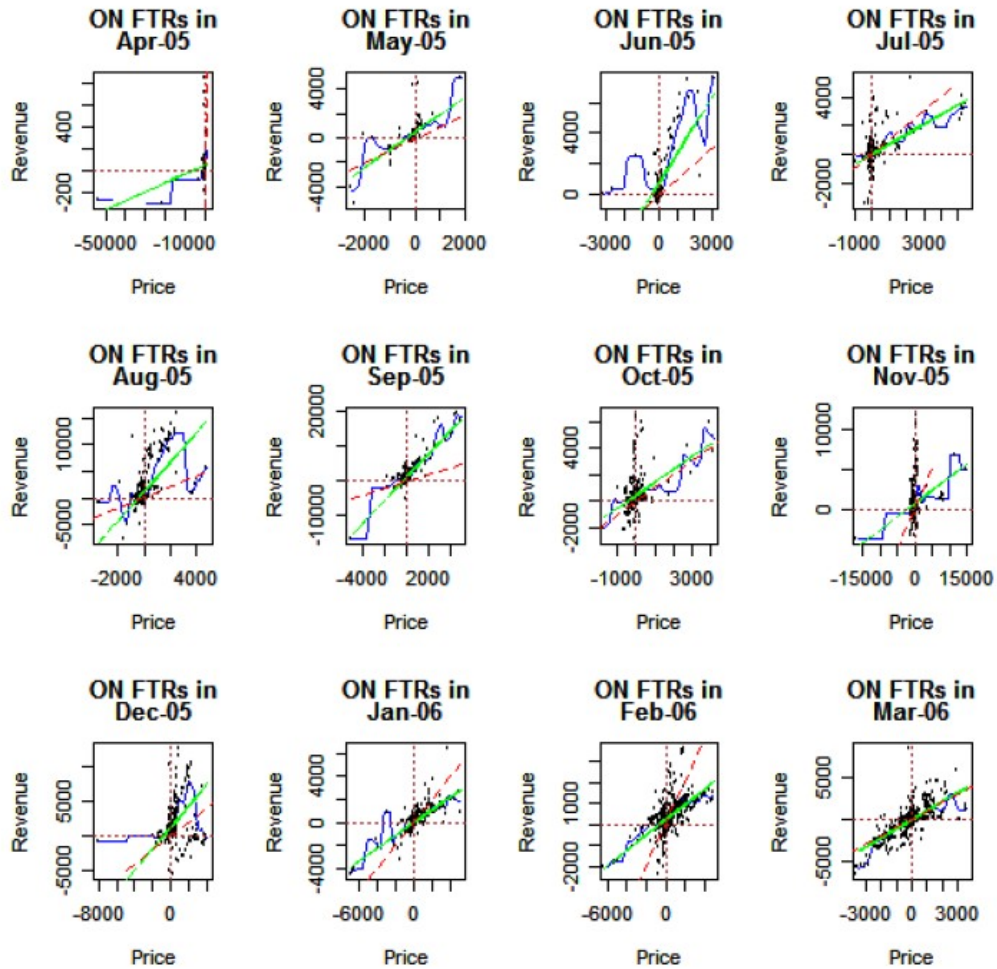 ON FTRs in
Apr-05
Revenue
400
-200
-50000 -10000
Price
ON FTRs in
May-05
Revenue
4000
0
-4000
-2000 0 2000
Price
ON FTRs in
Jun-05
Revenue
4000
0
-3000 0 3000
Price
ON FTRs in
Jul-05
Revenue
4000
-2000
-1000 3000
Price
ON FTRs in
Aug-05
Revenue
10000
-5000
-2000 4000
Price
ON FTRs in
Sep-05
Revenue
20000
-10000
-4000 2000
Price
ON FTRs in
Oct-05
Revenue
4000
-2000
-1000 3000
Price
ON FTRs in
Nov-05
Revenue
10000
0
-15000 0 15000
Price
ON FTRs in
Dec-05
Revenue
5000
-5000
-8000 0
Price
ON FTRs in
Jan-06
Revenue
4000
0
-4000
-6000 0
Price
ON FTRs in
Feb-06
Revenue
1000
-2000
-6000 0
Price
ON FTRs in
Mar-06
Revenue
5000
-5000
-3000 0 3000
Price